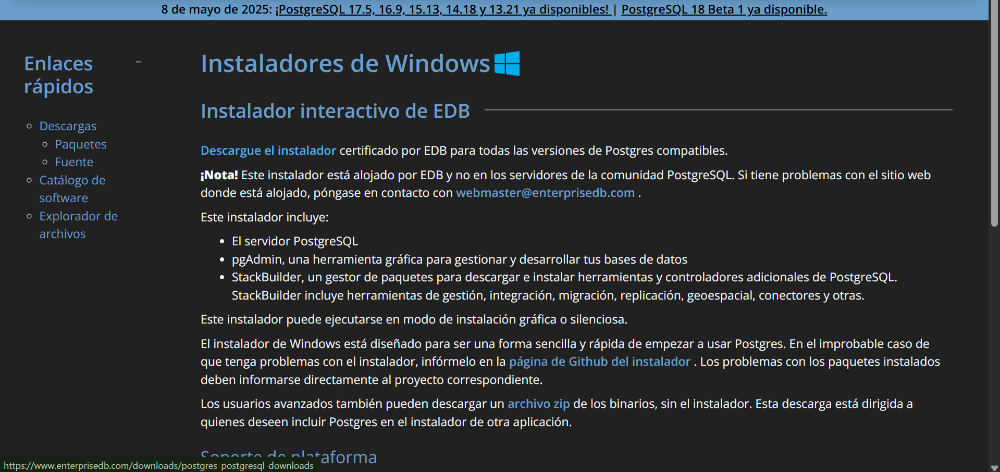 8 de mayo de 2025: ¡PostgreSQL 17.5, 16.9, 15.13, 14.18 y 13.21 ya disponibles! | PostgreSQL 18 Beta 1 ya disponible.
Enlaces
rápidos
Descargas
Paquetes
Fuente
Catálogo de
software
Explorador de
archivos
Instaladores de Windows
Instalador interactivo de EDB
Descargue el instalador certificado por EDB para todas las versiones de Postgres compatibles.
¡Nota! Este instalador está alojado por EDB y no en los servidores de la comunidad PostgreSQL. Si tiene problemas con el sitio web
donde está alojado, póngase en contacto con webmaster@enterprisedb.com .
Este instalador incluye:
El servidor PostgreSQL
pgAdmin, una herramienta gráfica para gestionar y desarrollar tus bases de datos
StackBuilder, un gestor de paquetes para descargar e instalar herramientas y controladores adicionales de PostgreSQL.
StackBuilder incluye herramientas de gestión, integración, migración, replicación, geoespacial, conectores y otras.
Este instalador puede ejecutarse en modo de instalación gráfica o silenciosa.
El instalador de Windows está diseñado para ser una forma sencilla y rápida de empezar a usar Postgres. En el improbable caso de
que tenga problemas con el instalador, infórmelo en la página de Github del instalador . Los problemas con los paquetes instalados
deben informarse directamente al proyecto correspondiente.
Los usuarios avanzados también pueden descargar un archivo zip de los binarios, sin el instalador. Esta descarga está dirigida a
quienes deseen incluir Postgres en el instalador de otra aplicación.
Soporte de plataforma
https://www.enterprisedb.com/downloads/postgres-postgresql-downloads